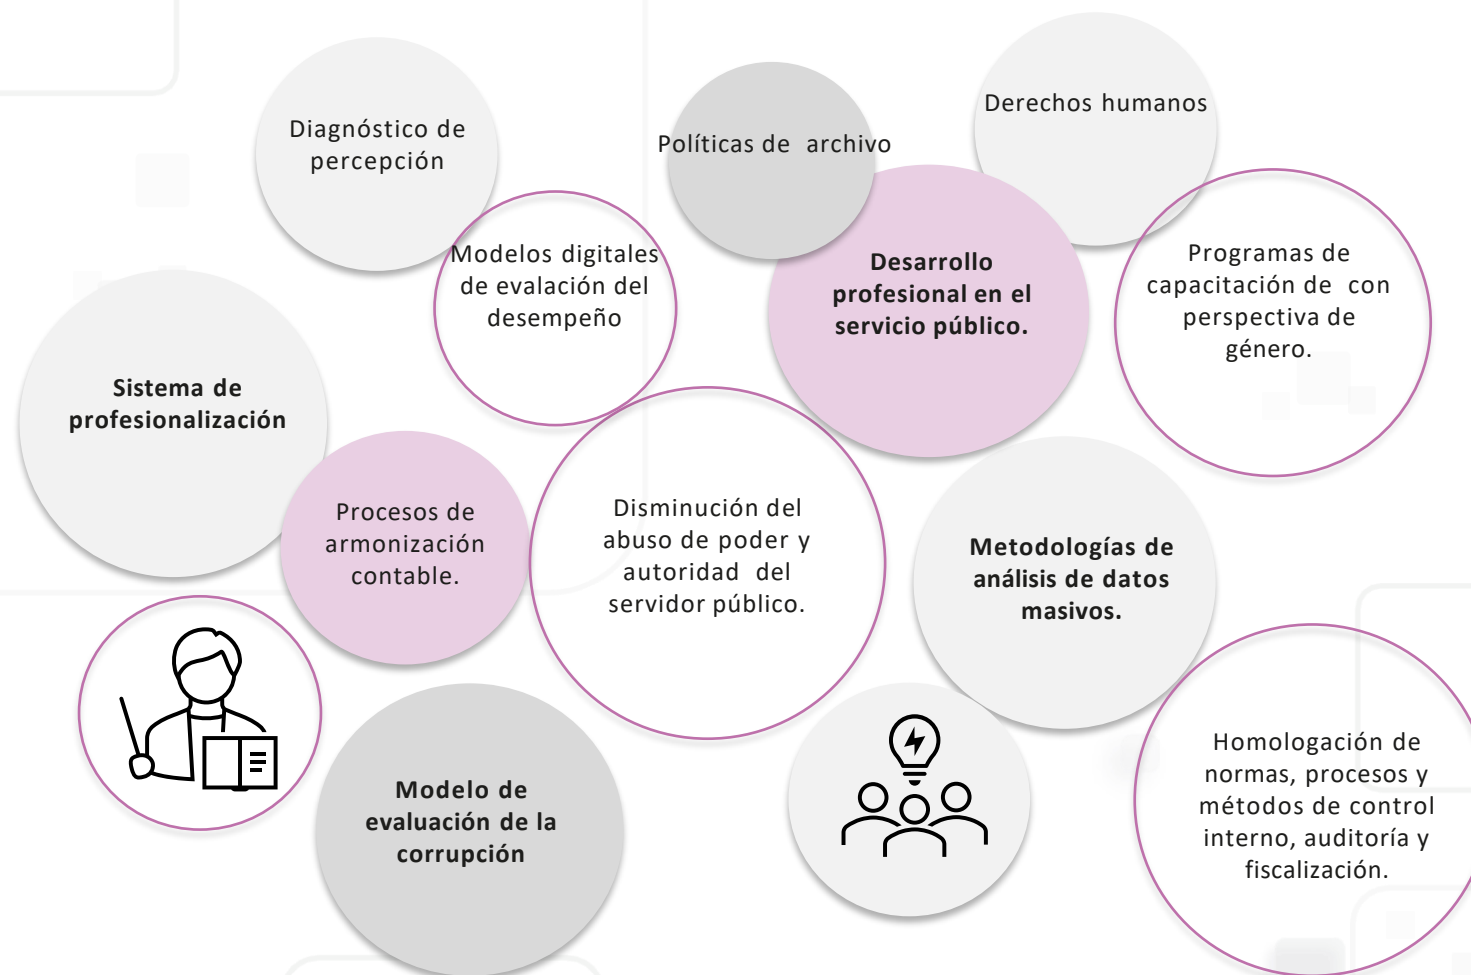 Diagnóstico de
percepción
Políticas de archivo
Derechos humanos
Modelos digitales
de evalación del
desempeño
Desarrollo
profesional en el
servicio público.
Programas de
capacitación de con
perspectiva de
género.
Sistema de
profesionalización
Procesos de
armonización
contable.
Disminución del
abuso de poder y
autoridad del
servidor público.
Metodologías de
análisis de datos
masivos.
Modelo de
evaluación de la
corrupción
Homologación de
normas, procesos y
métodos de control
interno, auditoría y
fiscalización.